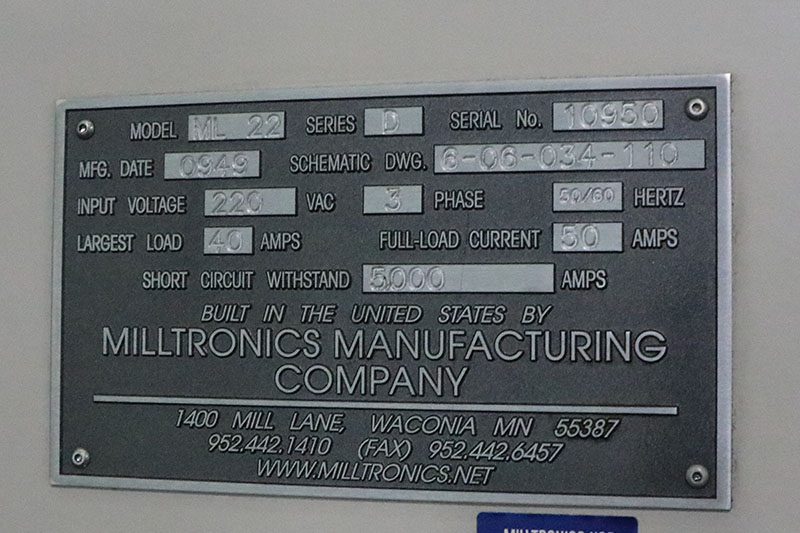 MODEL ML 22 SERIES D SERIAL No. 10950
MFG. DATE 0949 SCHEMATIC DWG. 6-06-034-110
INPUT VOLTAGE 220 VAC 3 PHASE 50/60 HERTZ
LARGEST LOAD 40 AMPS FULL-LOAD CURRENT 50 AMPS
SHORT CIRCUIT WITHSTAND 5000 AMPS
BUILT IN THE UNITED STATES BY
MILLTRONICS MANUFACTURING
COMPANY
1400 MILL LANE, WACONIA MN 55387
952.442.1410 (FAX) 952.442.6457
WWW.MILLTRONICS.NET